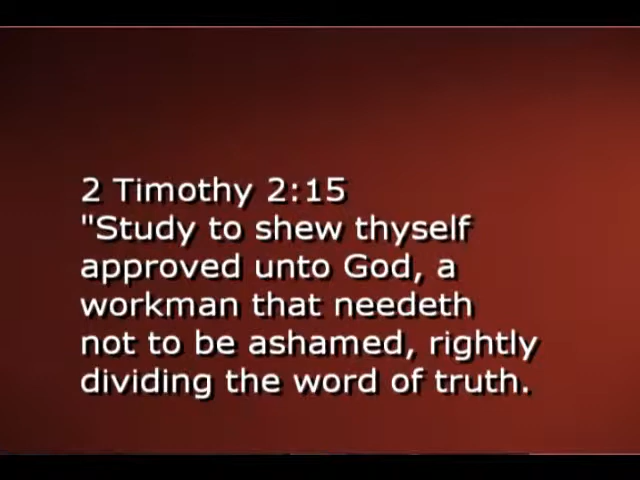 2 Timothy 2:15
"Study to shew thyself
approved unto God, a
workman that needeth
not to be ashamed, rightly
dividing the word of truth.